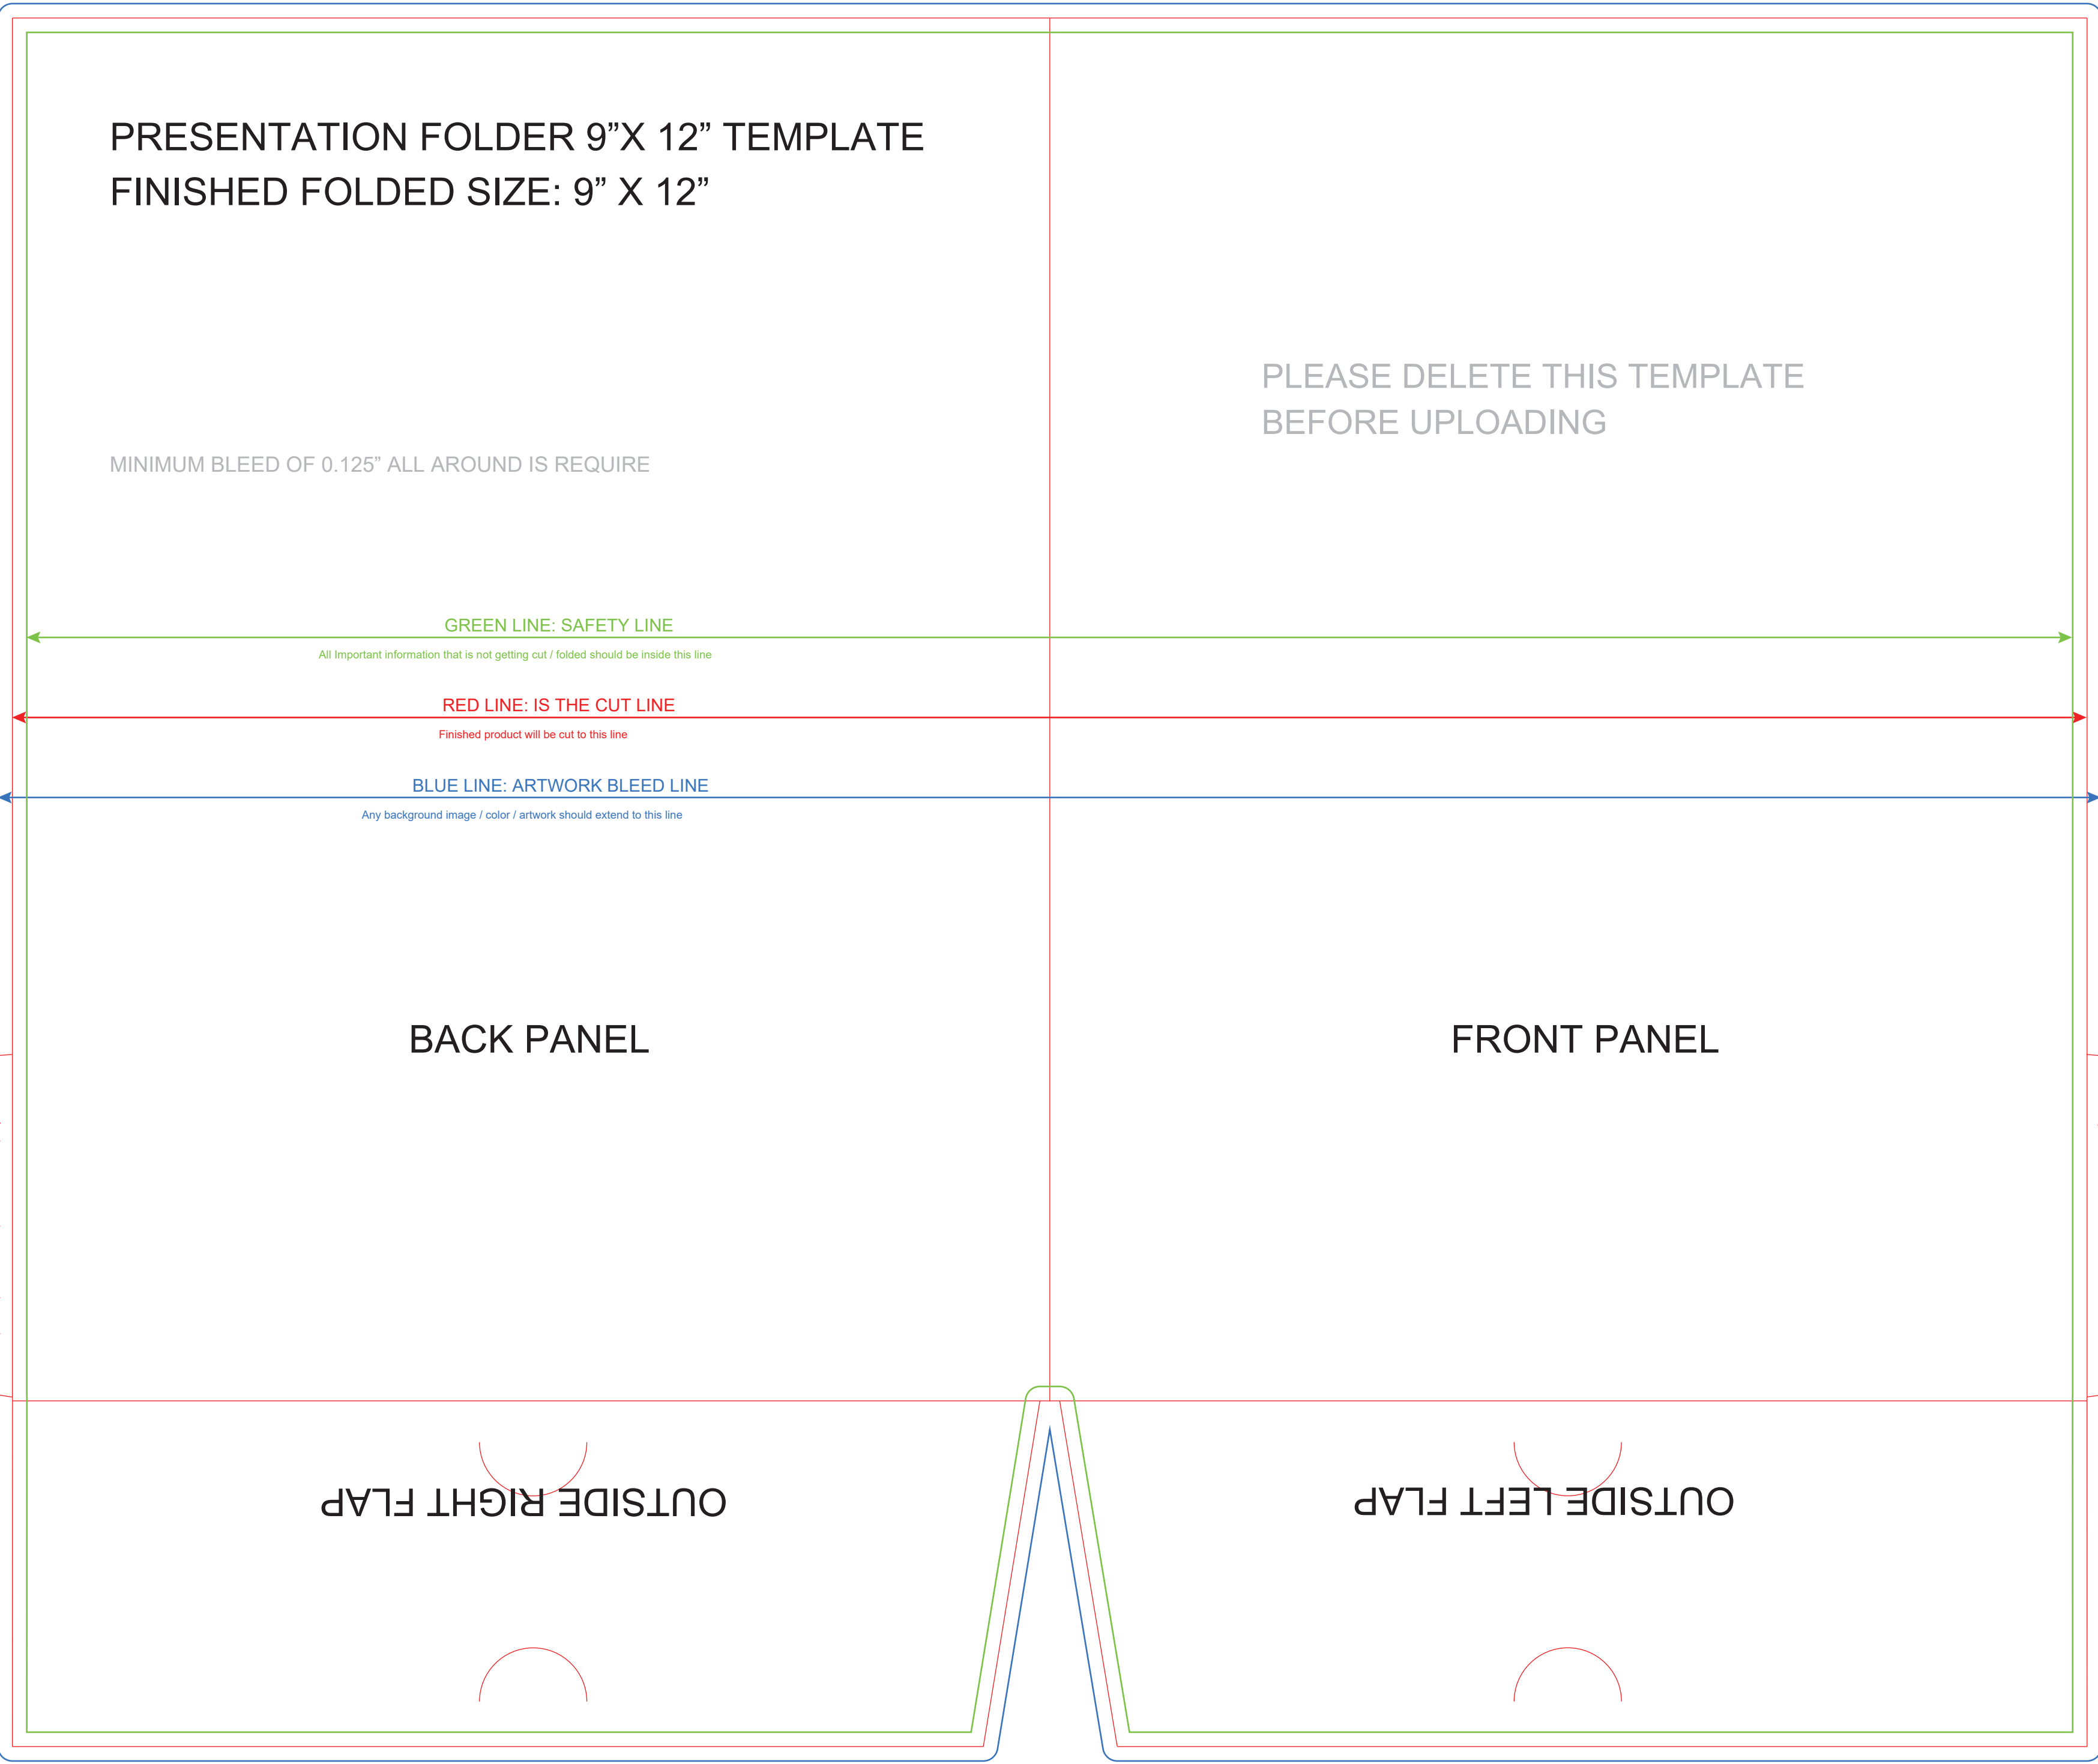 PRESENTATION FOLDER 9”X 12” TEMPLATE
FINISHED FOLDED SIZE: 9” X 12”
PLEASE DELETE THIS TEMPLATE
BEFORE UPLOADING
MINIMUM BLEED OF 0.125” ALL AROUND IS REQUIRE
GREEN LINE: SAFETY LINE
All Important information that is not getting cut / folded should be inside this line
RED LINE: IS THE CUT LINE
Finished product will be cut to this line
BLUE LINE: ARTWORK BLEED LINE
Any background image / color / artwork should extend to this line
BACK PANEL
FRONT PANEL
OUTSIDE RIGHT FLAP
OUTSIDE LEFT FLAP